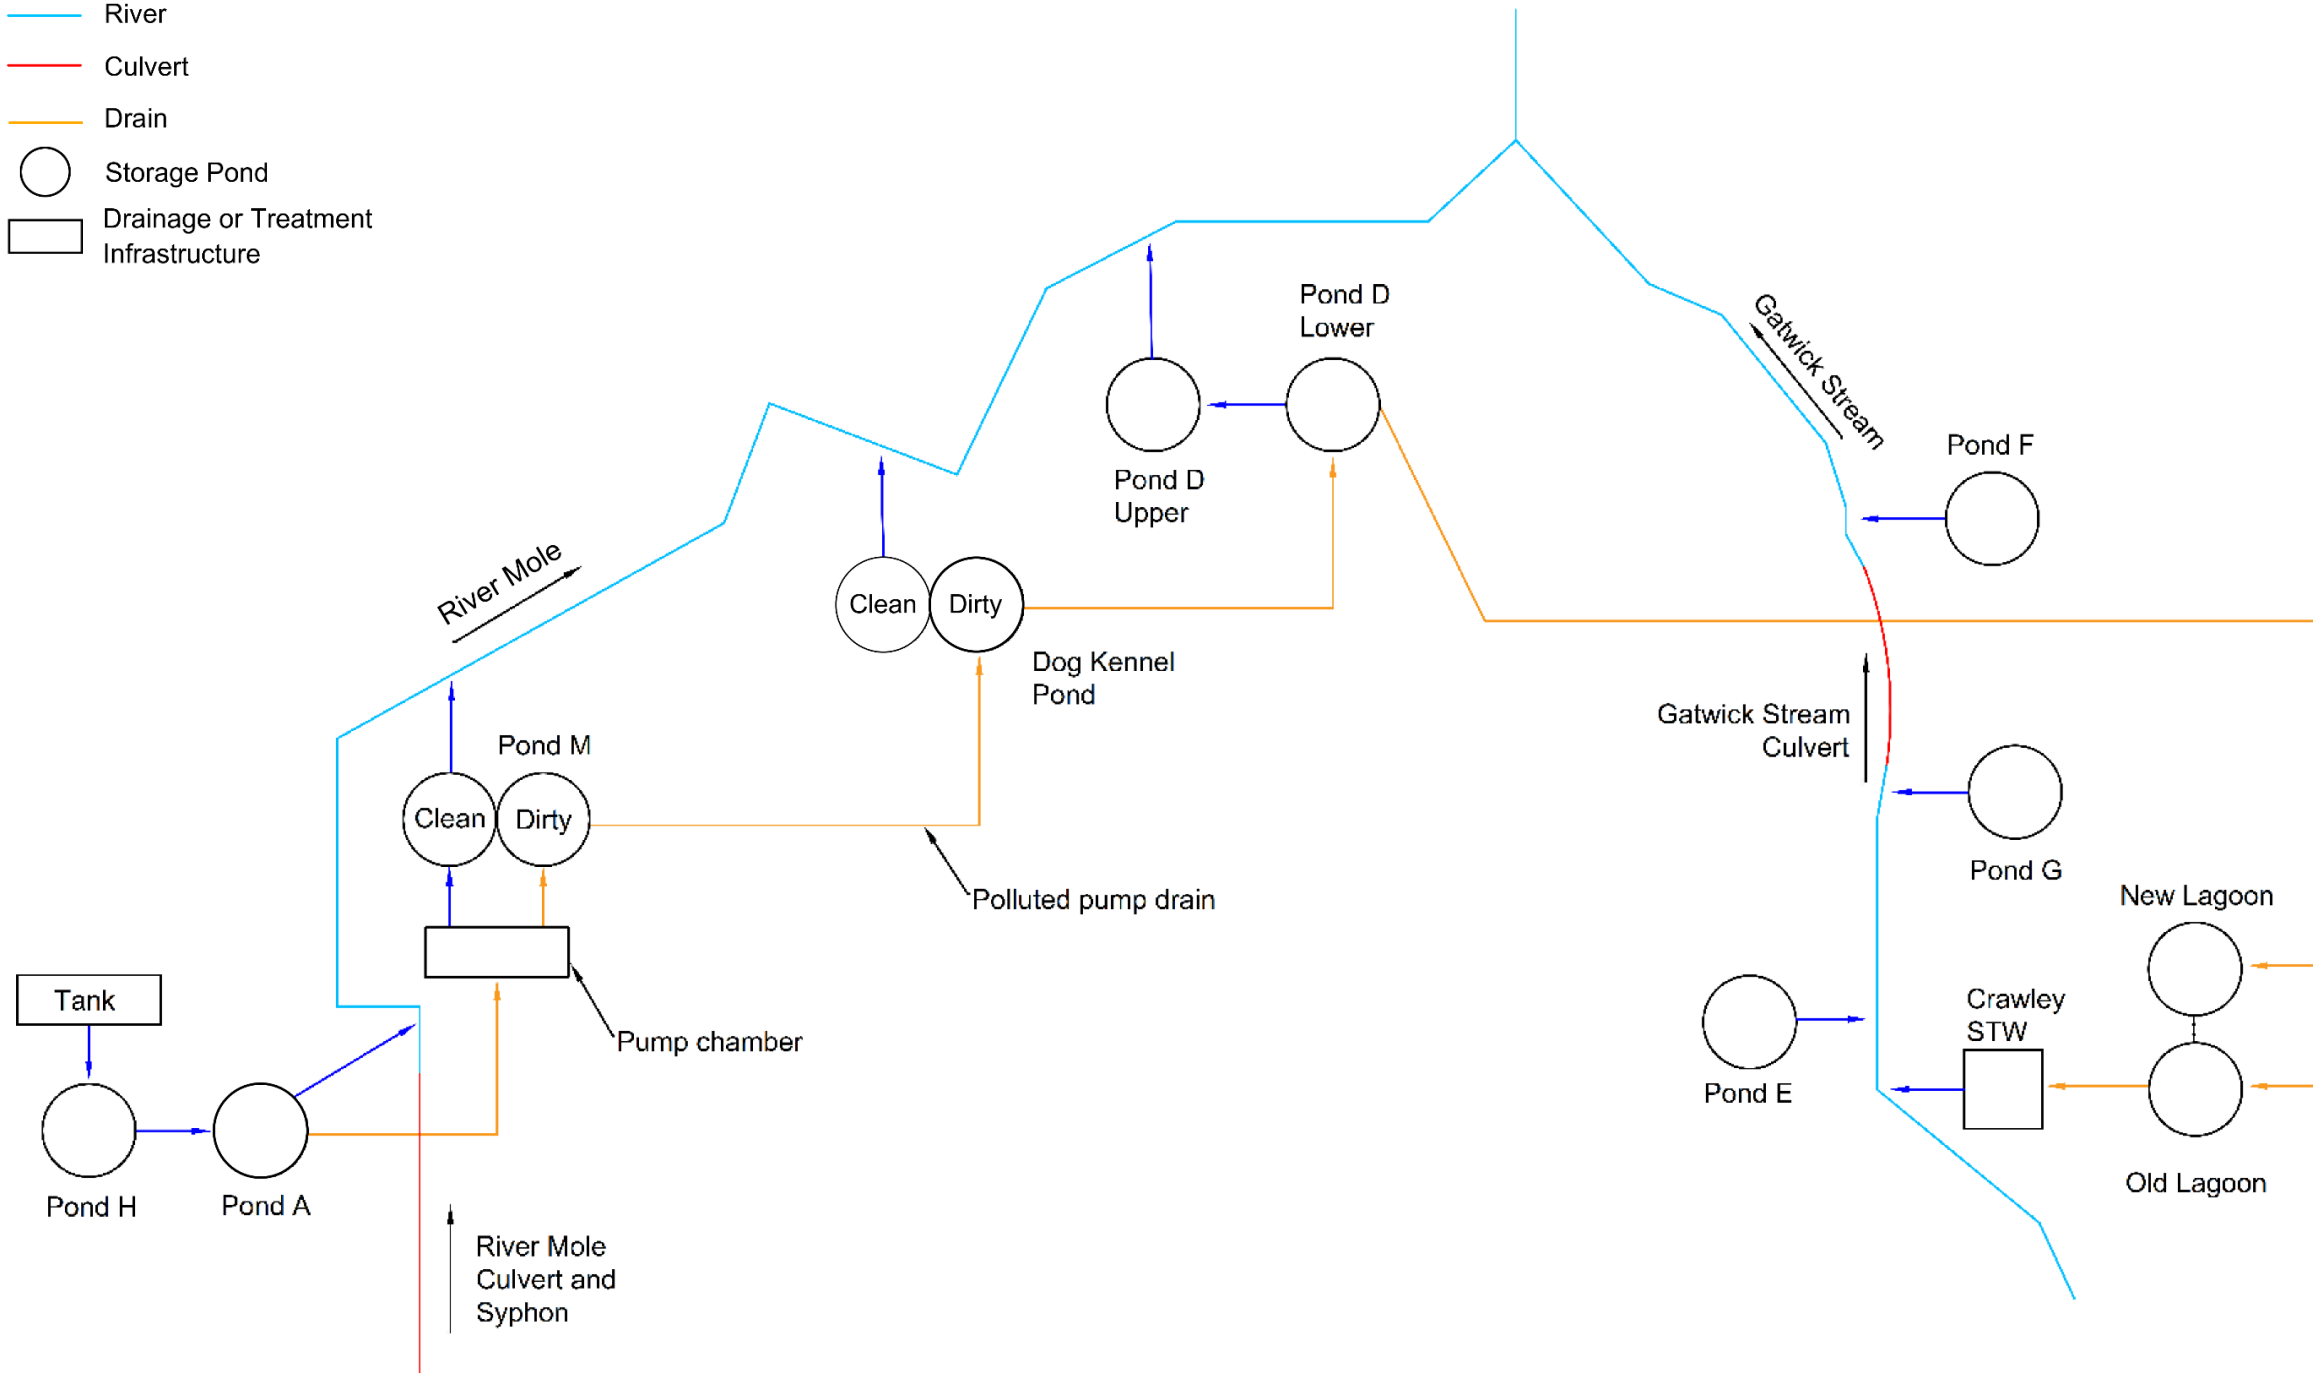 River
Culvert
Drain
Storage Pond
Drainage or Treatment
Infrastructure
Pond D
Lower
Gatwick Stream
Pond F
Pond D
Upper
River Mole
Clean
Dirty
Dog Kennel
Pond
Gatwick Stream
Culvert
Pond M
Clean
Dirty
Pond G
Polluted pump drain
New Lagoon
Tank
Pump chamber
Crawley
STW
Pond E
Old Lagoon
Pond H
Pond A
River Mole
Culvert and
Syphon